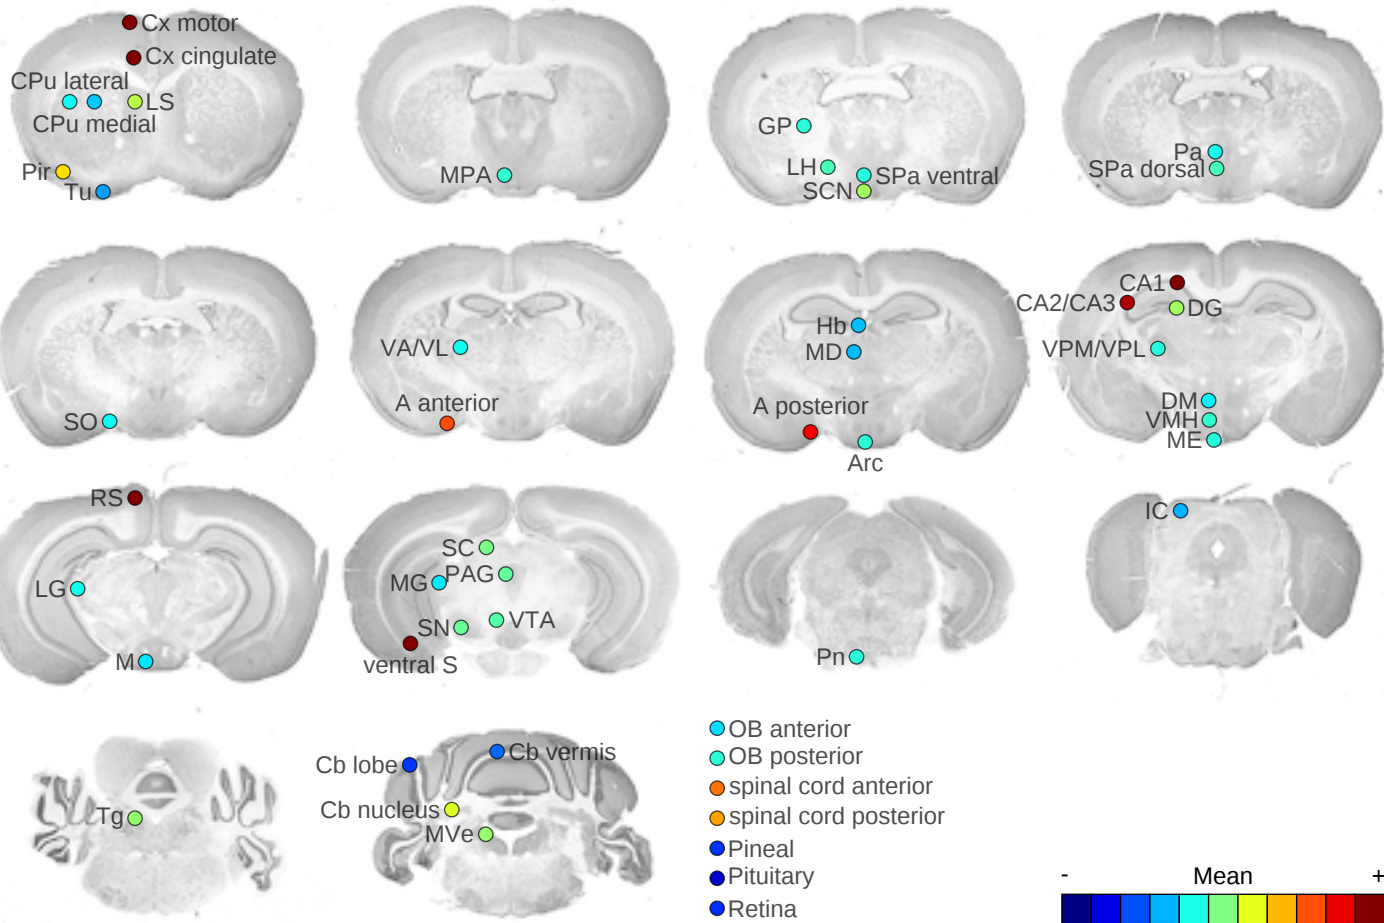 Cx motor
Cx cingulate
CPu lateral
LS
CPu medial
Pir
Tu
MPA
GP
LH
SPa ventral
SCN
Pa
SPa dorsal
SO
VA/VL
A anterior
Hb
MD
A posterior
Arc
CA1
CA2/CA3
DG
VPM/VPL
DM
VMH
ME
RS
LG
M
SC
MG
PAG
SN
VTA
ventral S
Pn
IC
Tg
Cb lobe
Cb vermis
Cb nucleus
MVe
OB anterior
OB posterior
spinal cord anterior
spinal cord posterior
Pineal
Pituitary
Retina
- Mean +